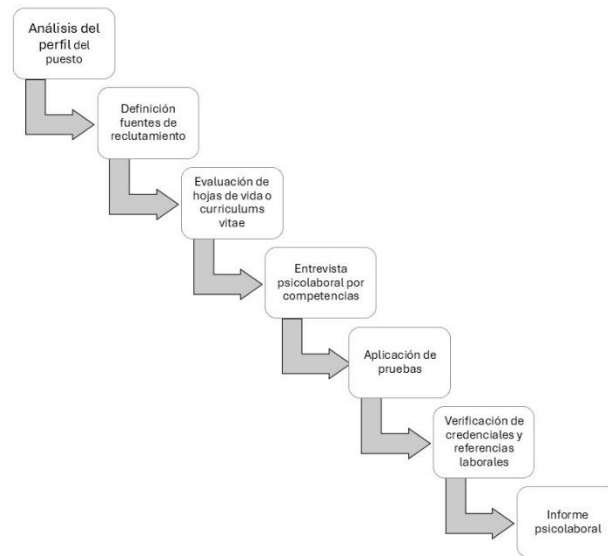 Análisis del
perfil del
puesto
Definición
fuentes de
reclutamiento
Evaluación de
hojas de vida o
curriculums
vitae
Entrevista
psicolaboral por
competencias
Aplicación de
pruebas
Verificación de
credenciales y
referencias
laborales
Informe
psicolaboral